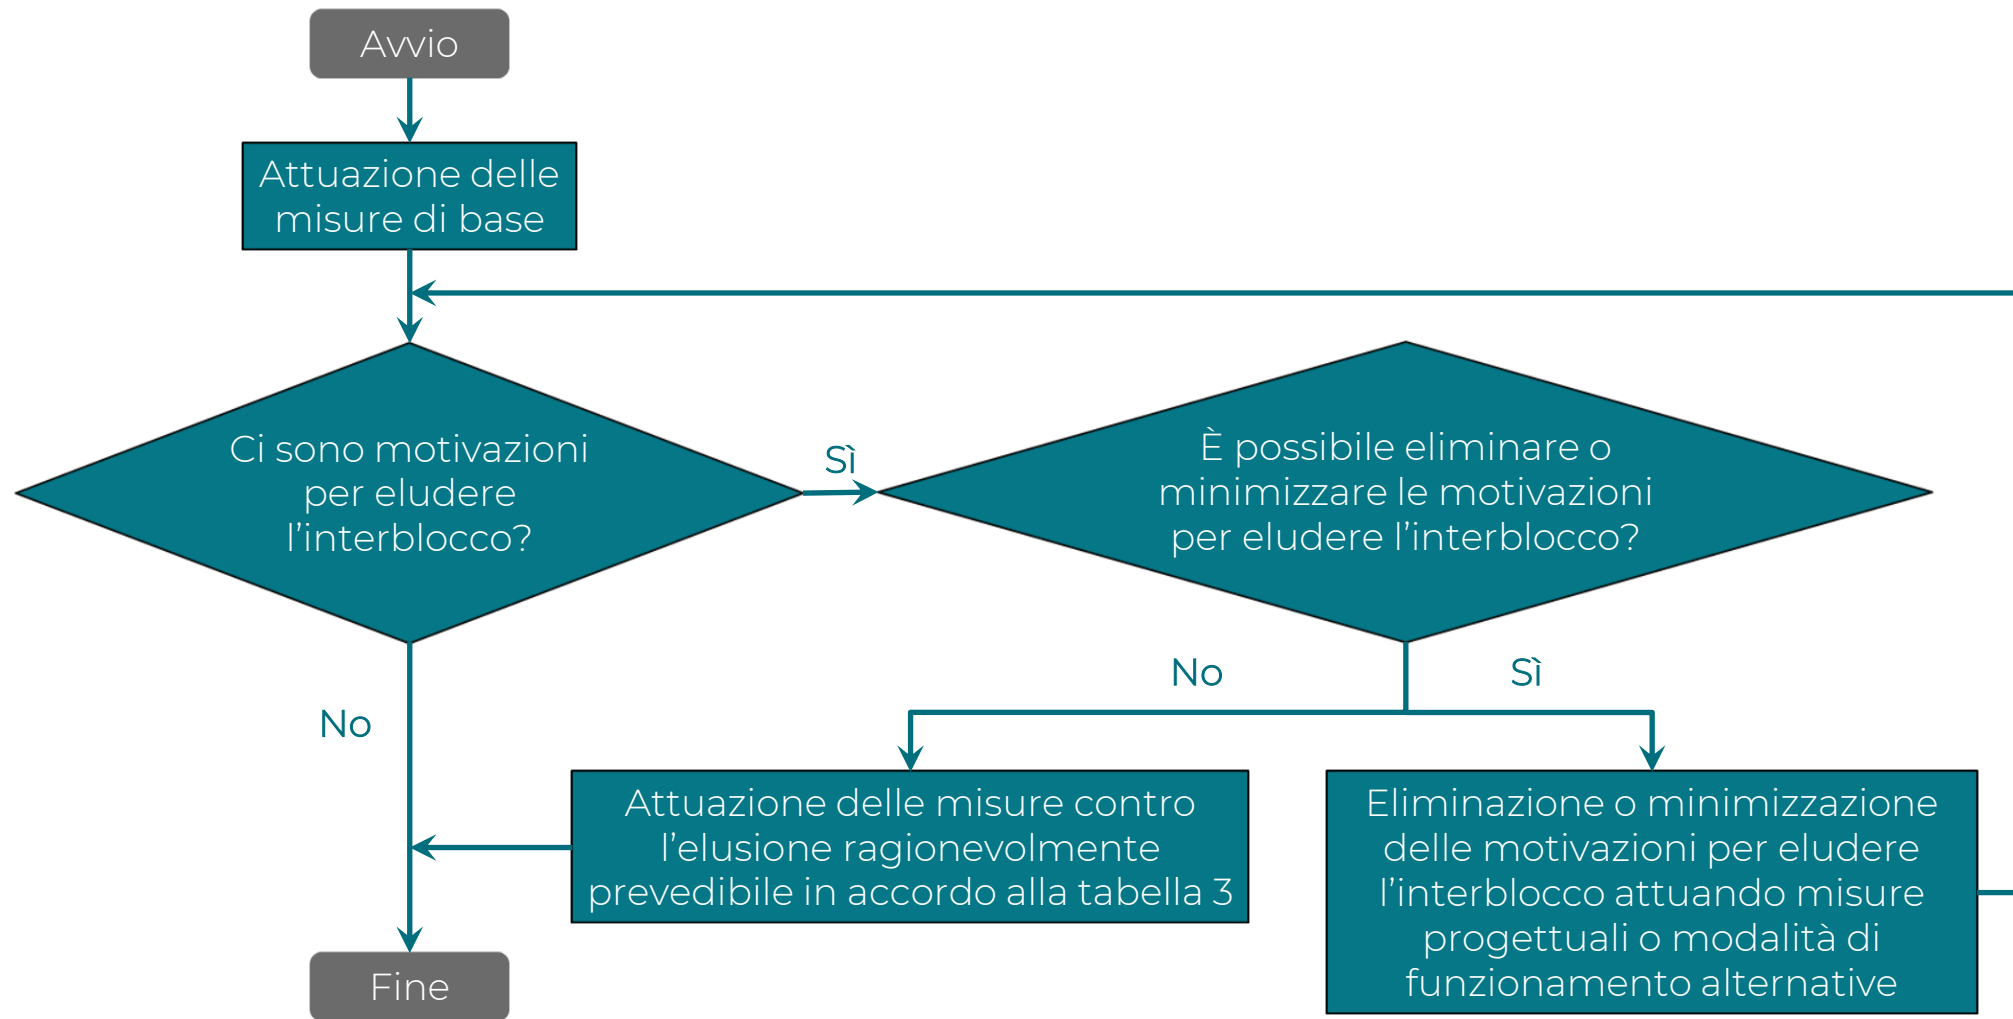 Avvio
Attuazione delle
misure di base
Ci sono motivazioni
per eludere
l'interblocco?
Sì
È possibile eliminare o
minimizzare le motivazioni
per eludere l'interblocco?
No
Sì
No
Attuazione delle misure contro
l'elusione ragionevolmente
prevedibile in accordo alla tabella 3
Eliminazione o minimizzazione
delle motivazioni per eludere
l'interblocco attuando misure
progettuali o modalità di
funzionamento alternative
Fine